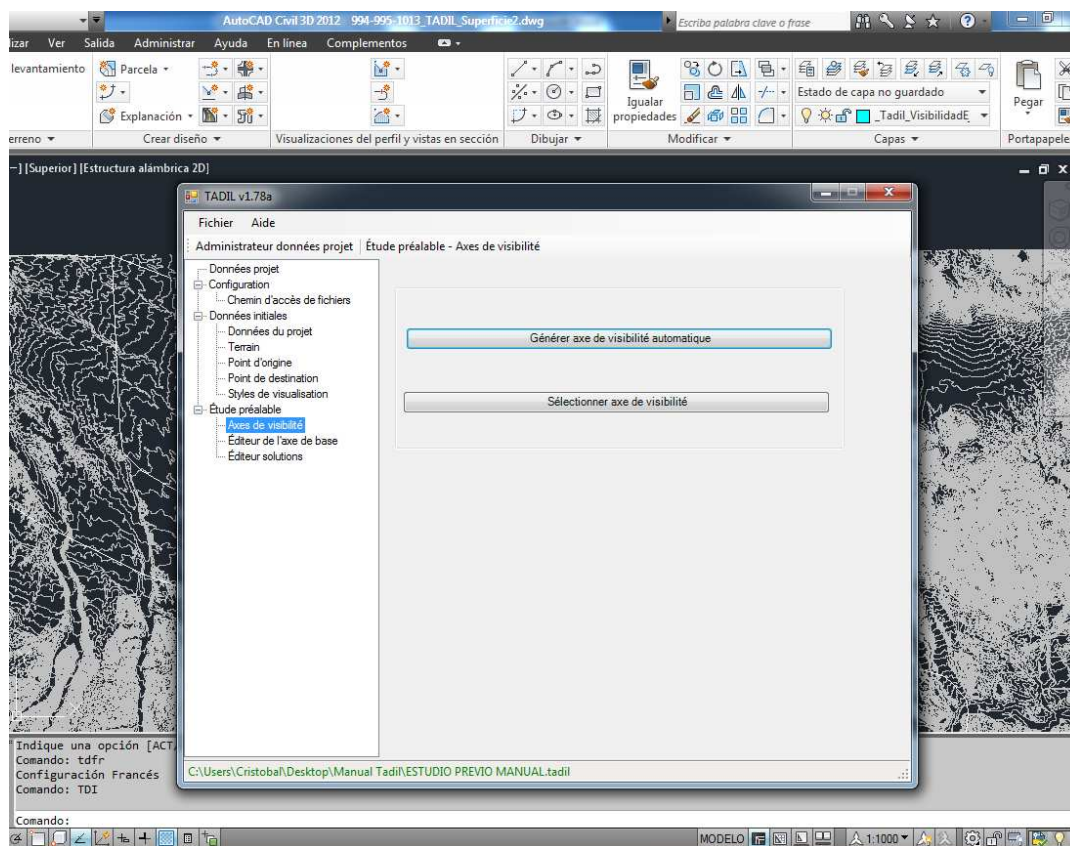 AutoCAD Civil 3D 2012 994-995-1013_TADIL_Superficie2.dwg
Escriba palabra clave o frase
lizar Ver Salida Administrar Ayuda En línea Complementos
levantamiento Parcela
Explanación
Igualar propiedades
Estado de capa no guardado
_Tadil_VisibilidadE
Pegar
erreno Crear diseño Visualizaciones del perfil y vistas en sección Dibujar Modificar Capas Portapapele
[Superior] [Estructura alámbrica 2D]
TADIL v1.78a
Fichier Aide
Administrateur données projet Étude préalable - Axes de visibilité
Données projet
Configuration
Chemin d'accès de fichiers
Données initiales
Données du projet
Terrain
Point d'origine
Point de destination
Styles de visualisation
Étude préalable
Axes de visibilité
Éditeur de l'axe de base
Éditeur solutions
Générer axe de visibilité automatique
Sélectionner axe de visibilité
C:\Users\Cristobal\Desktop\Manual Tadil\ESTUDIO PREVIO MANUAL.tadil
Indique una opción [ACT
Comando: tdfr
Configuración Francés
Comando: TDI
Comando:
MODELO 1:1000